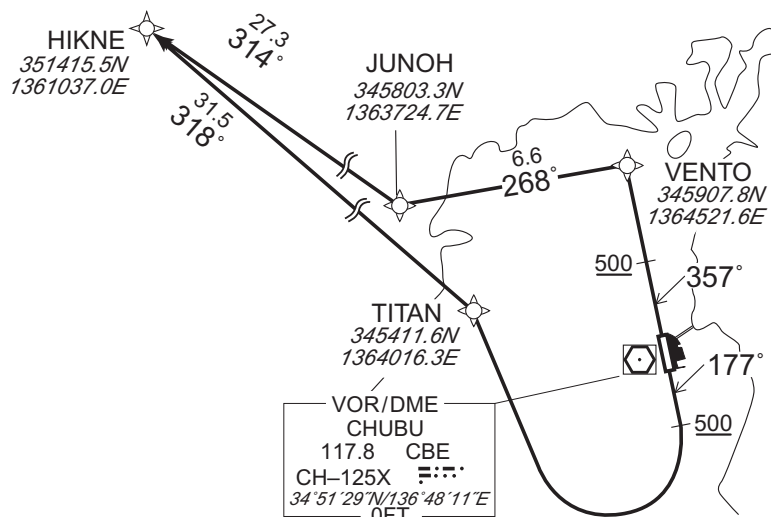 HIKNE
351415.5N
1361037.0E
27.3
314°
31.5
318°
JUNOH
345803.3N
1363724.7E
6.6
268°
VENTO
345907.8N
1364521.6E
500
357°
TITAN
345411.6N
1364016.3E
177°
500
VOR/DME
CHUBU
117.8 CBE
CH–125X
34°51′29″N/136°48′11″E
0FT